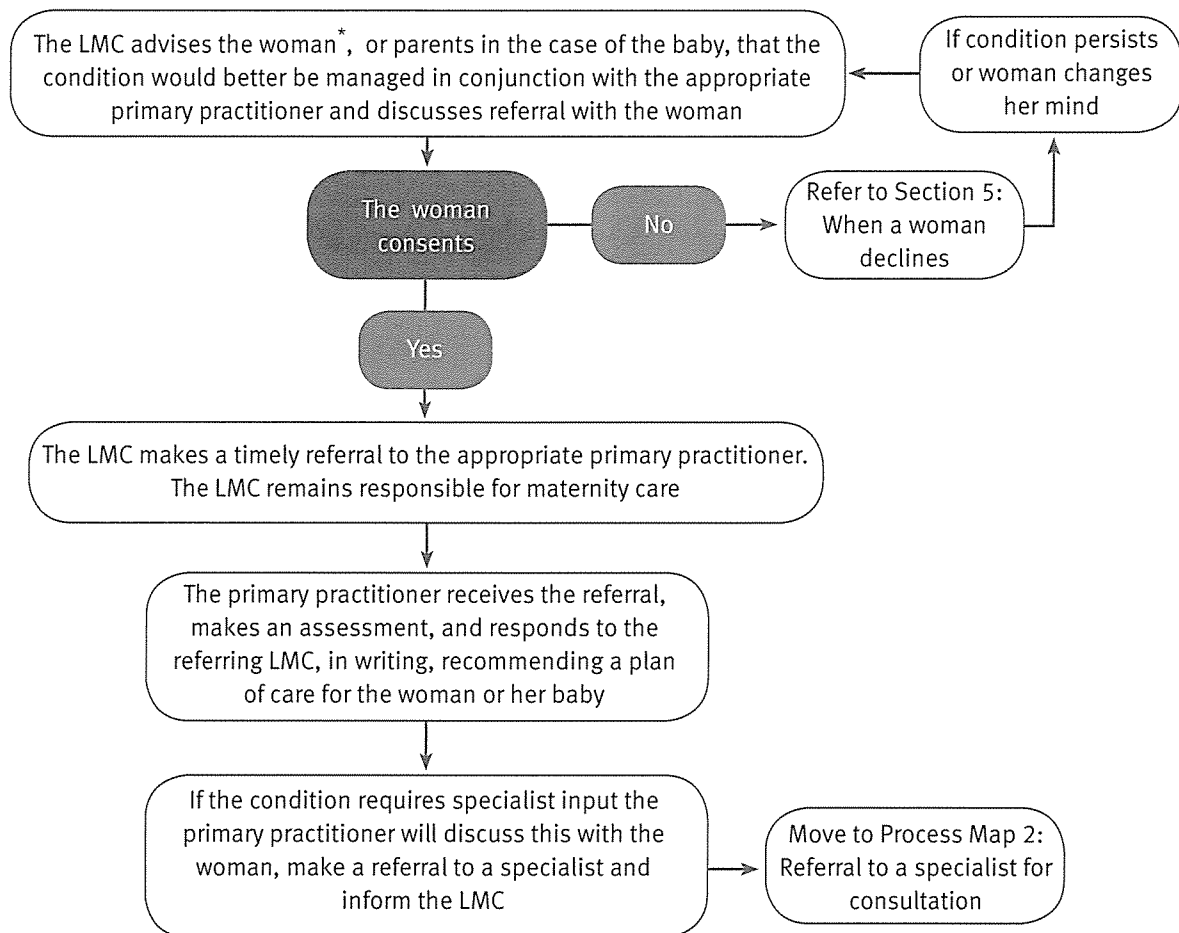 The LMC advises the woman*, or parents in the case of the baby, that the
condition would better be managed in conjunction with the appropriate
primary practitioner and discusses referral with the woman
If condition persists
or woman changes
her mind
The woman
consents
No
Refer to Section 5:
When a woman
declines
Yes
The LMC makes a timely referral to the appropriate primary practitioner.
The LMC remains responsible for maternity care
The primary practitioner receives the referral,
makes an assessment, and responds to the
referring LMC, in writing, recommending a plan
of care for the woman or her baby
If the condition requires specialist input the
primary practitioner will discuss this with the
woman, make a referral to a specialist and
inform the LMC
Move to Process Map 2:
Referral to a specialist for
consultation